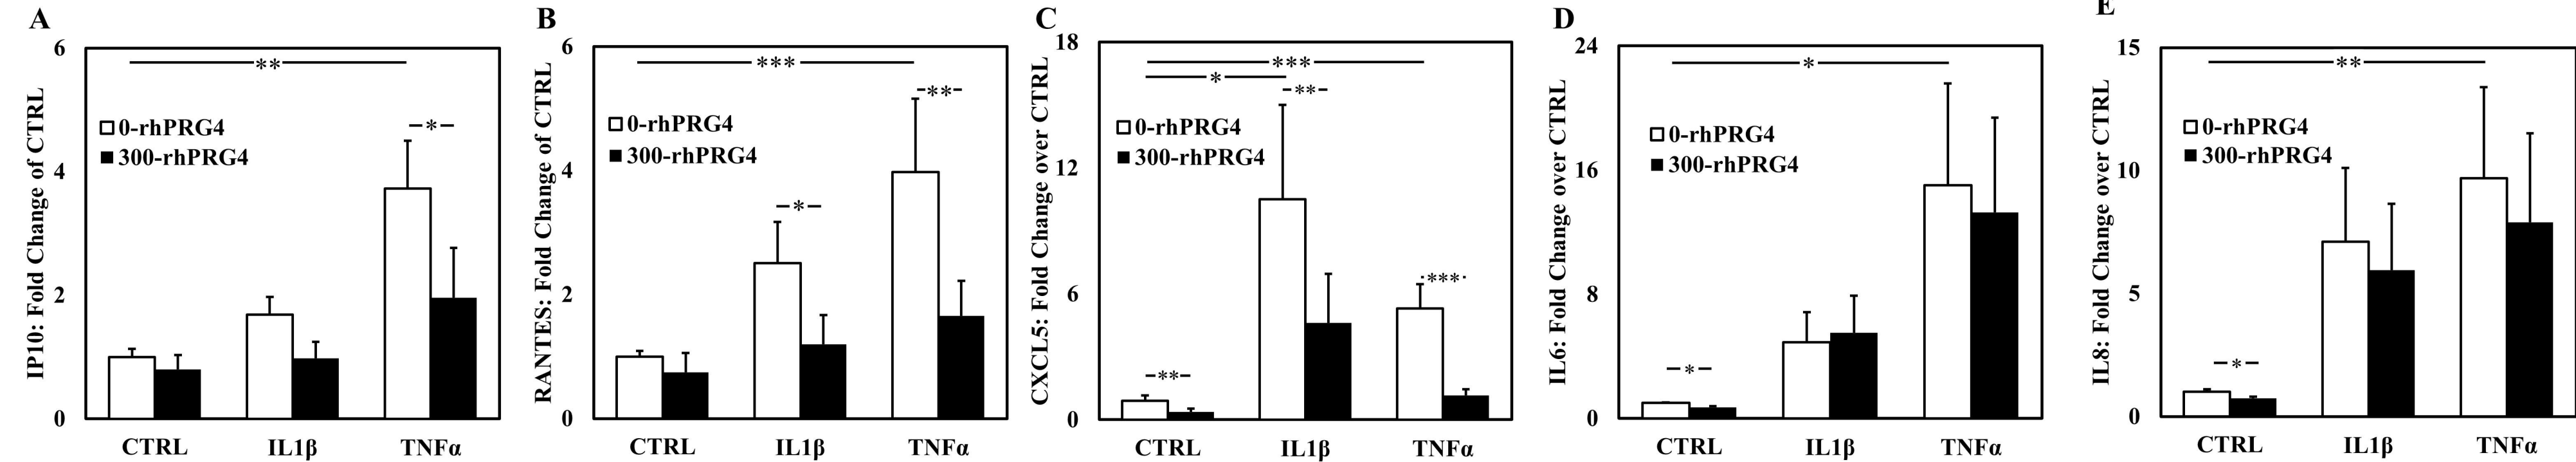 A
IP10: Fold Change of CTRL
6
4
2
0
**
0-rhPRG4
300-rhPRG4
*
CTRL IL1β TNFα
B
RANTES: Fold Change of CTRL
6
4
2
0
***
**
0-rhPRG4
300-rhPRG4
*
CTRL IL1β TNFα
C
CXCL5: Fold Change over CTRL
18
12
6
0
***
*
**
0-rhPRG4
300-rhPRG4
***
**
CTRL IL1β TNFα
D
IL6: Fold Change over CTRL
24
16
8
0
*
0-rhPRG4
300-rhPRG4
*
CTRL IL1β TNFα
E
IL8: Fold Change over CTRL
15
10
5
0
**
0-rhPRG4
300-rhPRG4
*
CTRL IL1β TNFα